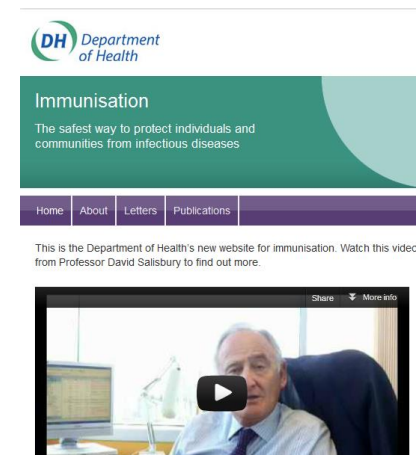 DH Department
of Health
Immunisation
The safest way to protect individuals and
communities from infectious diseases
Home About Letters Publications
This is the Department of Health's new website for immunisation. Watch this video
from Professor David Salisbury to find out more.
Share More info